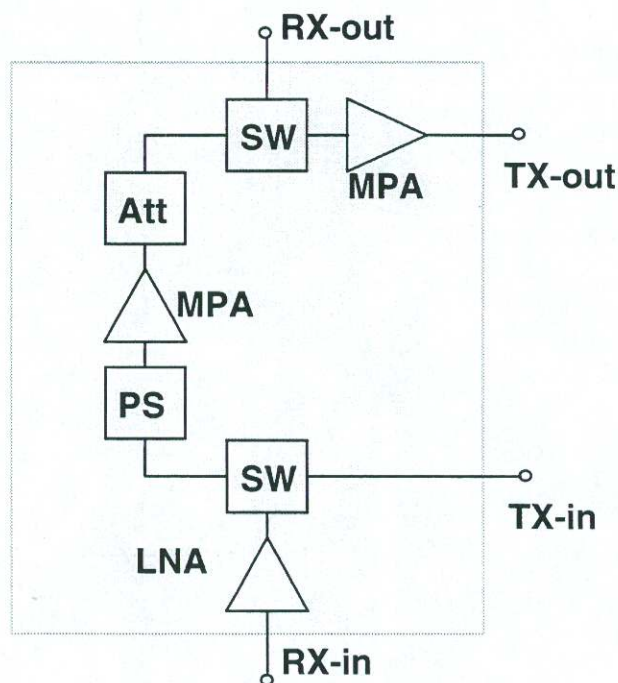 RX-out
SW
MPA
TX-out
Att
MPA
PS
SW
TX-in
LNA
RX-in